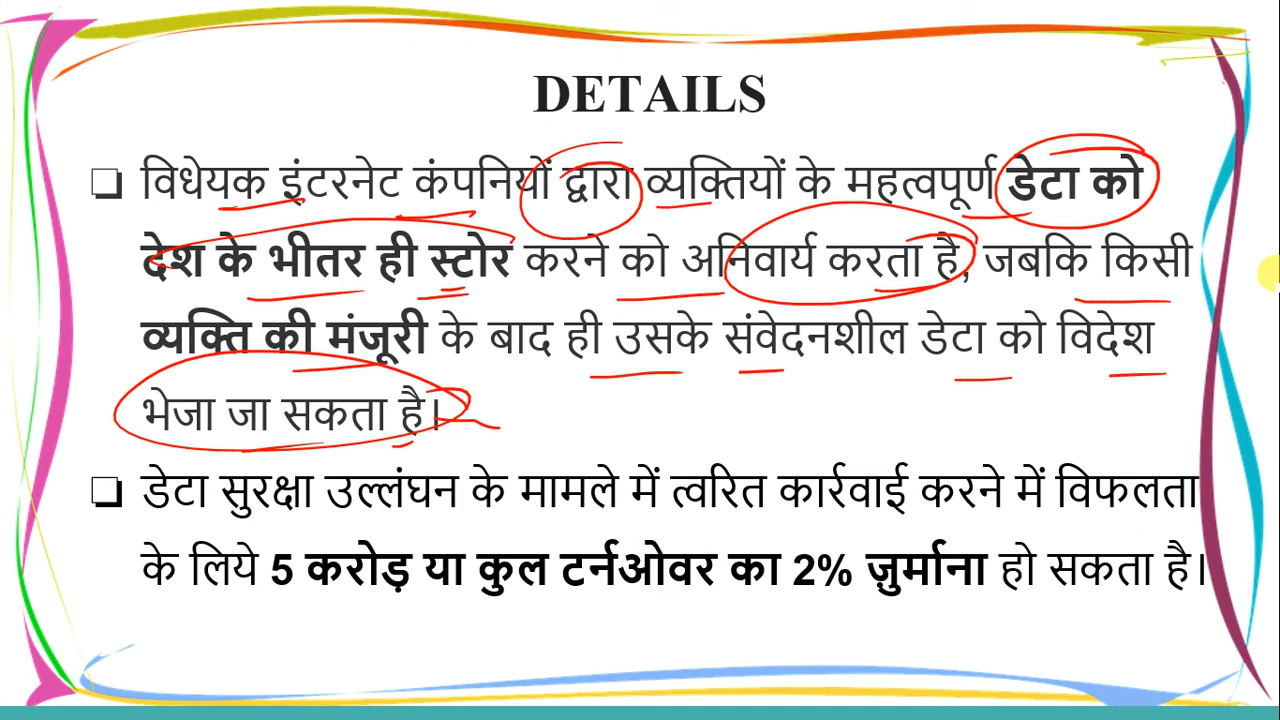 DETAILS
❑ विधेयक इंटरनेट कंपनियों द्वारा व्यक्तियों के महत्वपूर्ण डेटा को
देश के भीतर ही स्टोर करने को अनिवार्य करता है, जबकि किसी
व्यक्ति की मंजूरी के बाद ही उसके संवेदनशील डेटा को विदेश
भेजा जा सकता है।
❑ डेटा सुरक्षा उल्लंघन के मामले में त्वरित कार्रवाई करने में विफलता
के लिये 5 करोड़ या कुल टर्नओवर का 2% ज़ुर्माना हो सकता है।